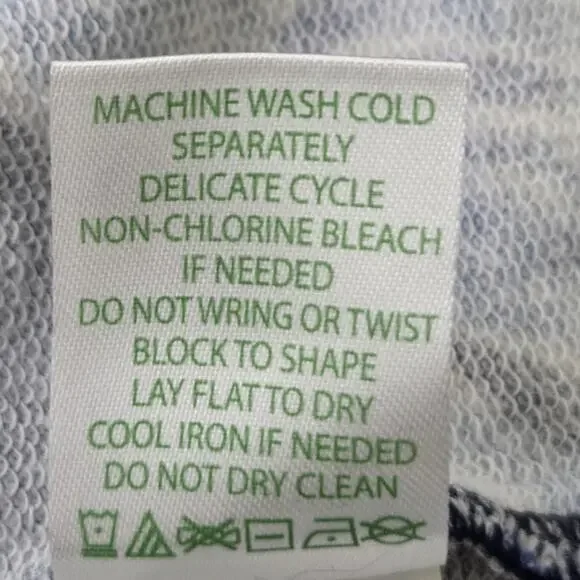 MACHINE WASH COLD
SEPARATELY
DELICATE CYCLE
NON-CHLORINE BLEACH
IF NEEDED
DO NOT WRING OR TWIST
BLOCK TO SHAPE
LAY FLAT TO DRY
COOL IRON IF NEEDED
DO NOT DRY CLEAN